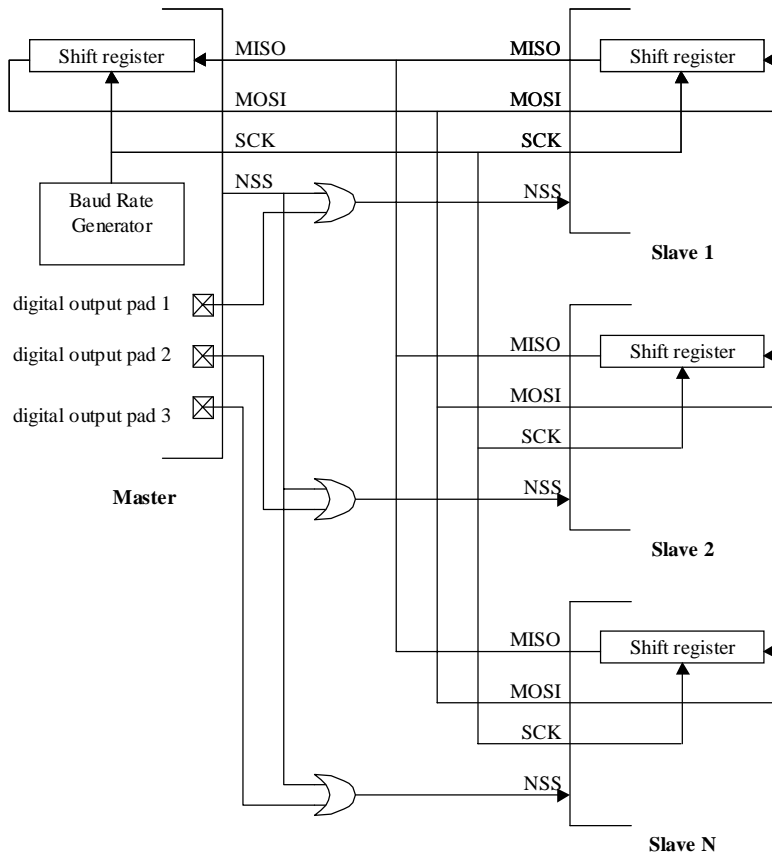 Shift register
MISO
MISO
Shift register
MOSI
MOSI
SCK
SCK
Baud Rate
Generator
NSS
NSS
Slave 1
digital output pad 1
digital output pad 2
digital output pad 3
Master
MISO
Shift register
MOSI
SCK
NSS
Slave 2
MISO
Shift register
MOSI
SCK
NSS
Slave N